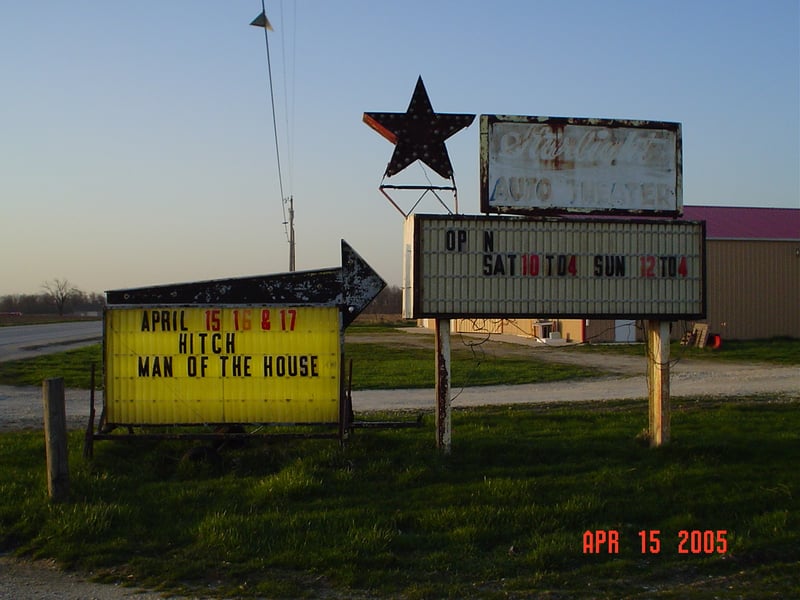 APRIL 15 16 & 17
HITCH
MAN OF THE HOUSE
AUTO THEATER
OP N
SAT 10 TO 4 SUN 12 TO 4
APR 15 2005